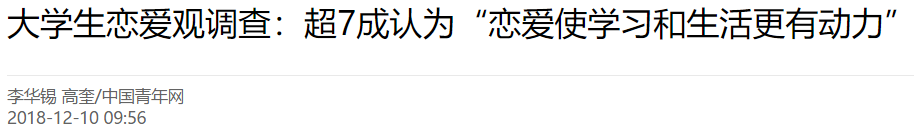 大学生恋爱观调查：超7成认为“恋爱使学习和生活更有动力”
李华锡 高奎/中国青年网
2018-12-10 09:56